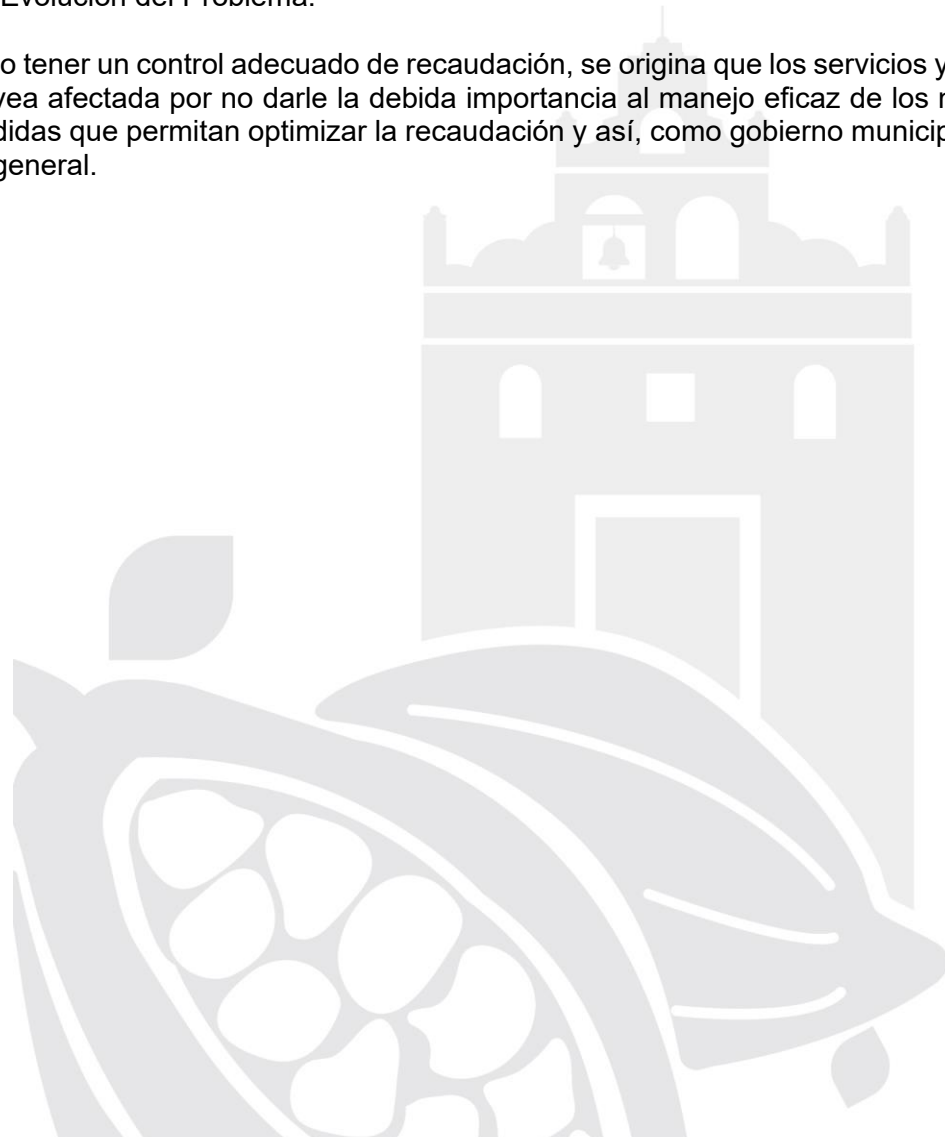 Evolución del Problema.
o tener un control adecuado de recaudación, se origina que los servicios y
vea afectada por no darle la debida importancia al manejo eficaz de los
didas que permitan optimizar la recaudación y así, como gobierno
general.